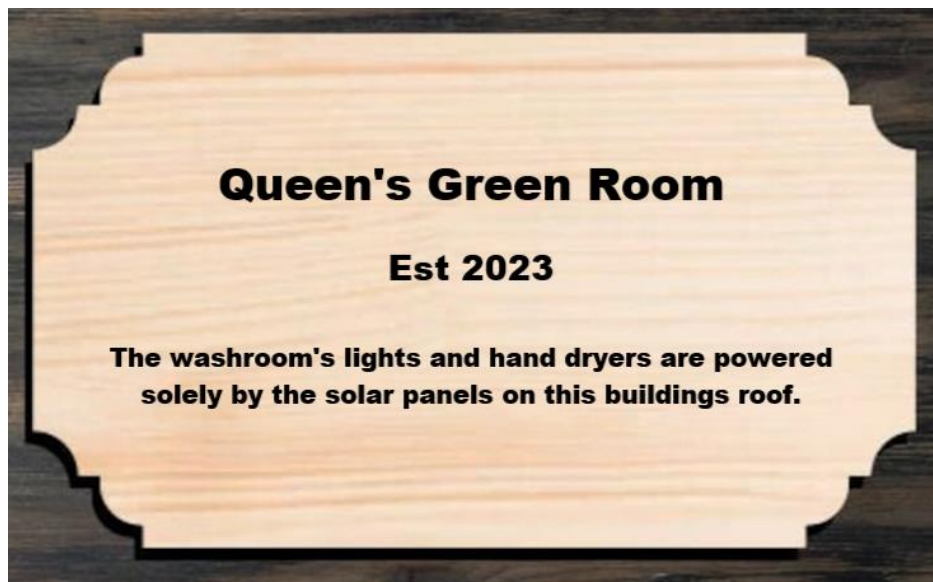 Queen's Green Room
Est 2023
The washroom's lights and hand dryers are powered
solely by the solar panels on this buildings roof.